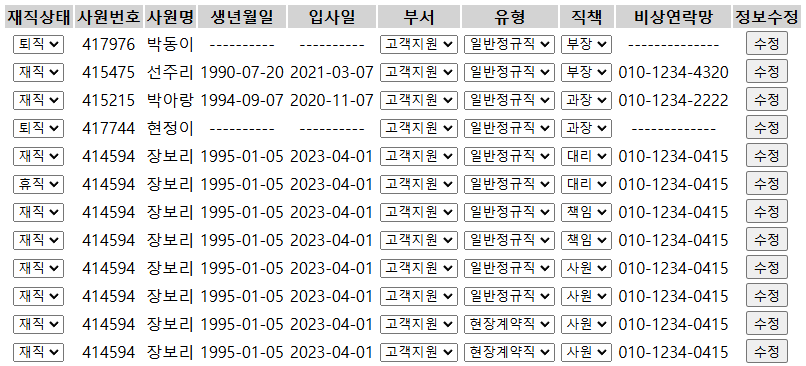 재직상태 사원번호 사원명 생년월일 입사일 부서 유형 직책 비상연락망 정보수정
퇴직 417976 박둥이 ---------- ---------- 고객지원 일반정규직 부장 -------------- 수정
재직 415475 선주리 1990-07-20 2021-03-07 고객지원 일반정규직 부장 010-1234-4320 수정
재직 415215 박아랑 1994-09-07 2020-11-07 고객지원 일반정규직 과장 010-1234-2222 수정
퇴직 417744 현정이 ---------- ---------- 고객지원 일반정규직 과장 ------------- 수정
재직 414594 장보리 1995-01-05 2023-04-01 고객지원 일반정규직 대리 010-1234-0415 수정
휴직 414594 장보리 1995-01-05 2023-04-01 고객지원 일반정규직 대리 010-1234-0415 수정
재직 414594 장보리 1995-01-05 2023-04-01 고객지원 일반정규직 책임 010-1234-0415 수정
재직 414594 장보리 1995-01-05 2023-04-01 고객지원 일반정규직 책임 010-1234-0415 수정
재직 414594 장보리 1995-01-05 2023-04-01 고객지원 일반정규직 사원 010-1234-0415 수정
재직 414594 장보리 1995-01-05 2023-04-01 고객지원 일반정규직 사원 010-1234-0415 수정
재직 414594 장보리 1995-01-05 2023-04-01 고객지원 현장계약직 사원 010-1234-0415 수정
재직 414594 장보리 1995-01-05 2023-04-01 고객지원 현장계약직 사원 010-1234-0415 수정